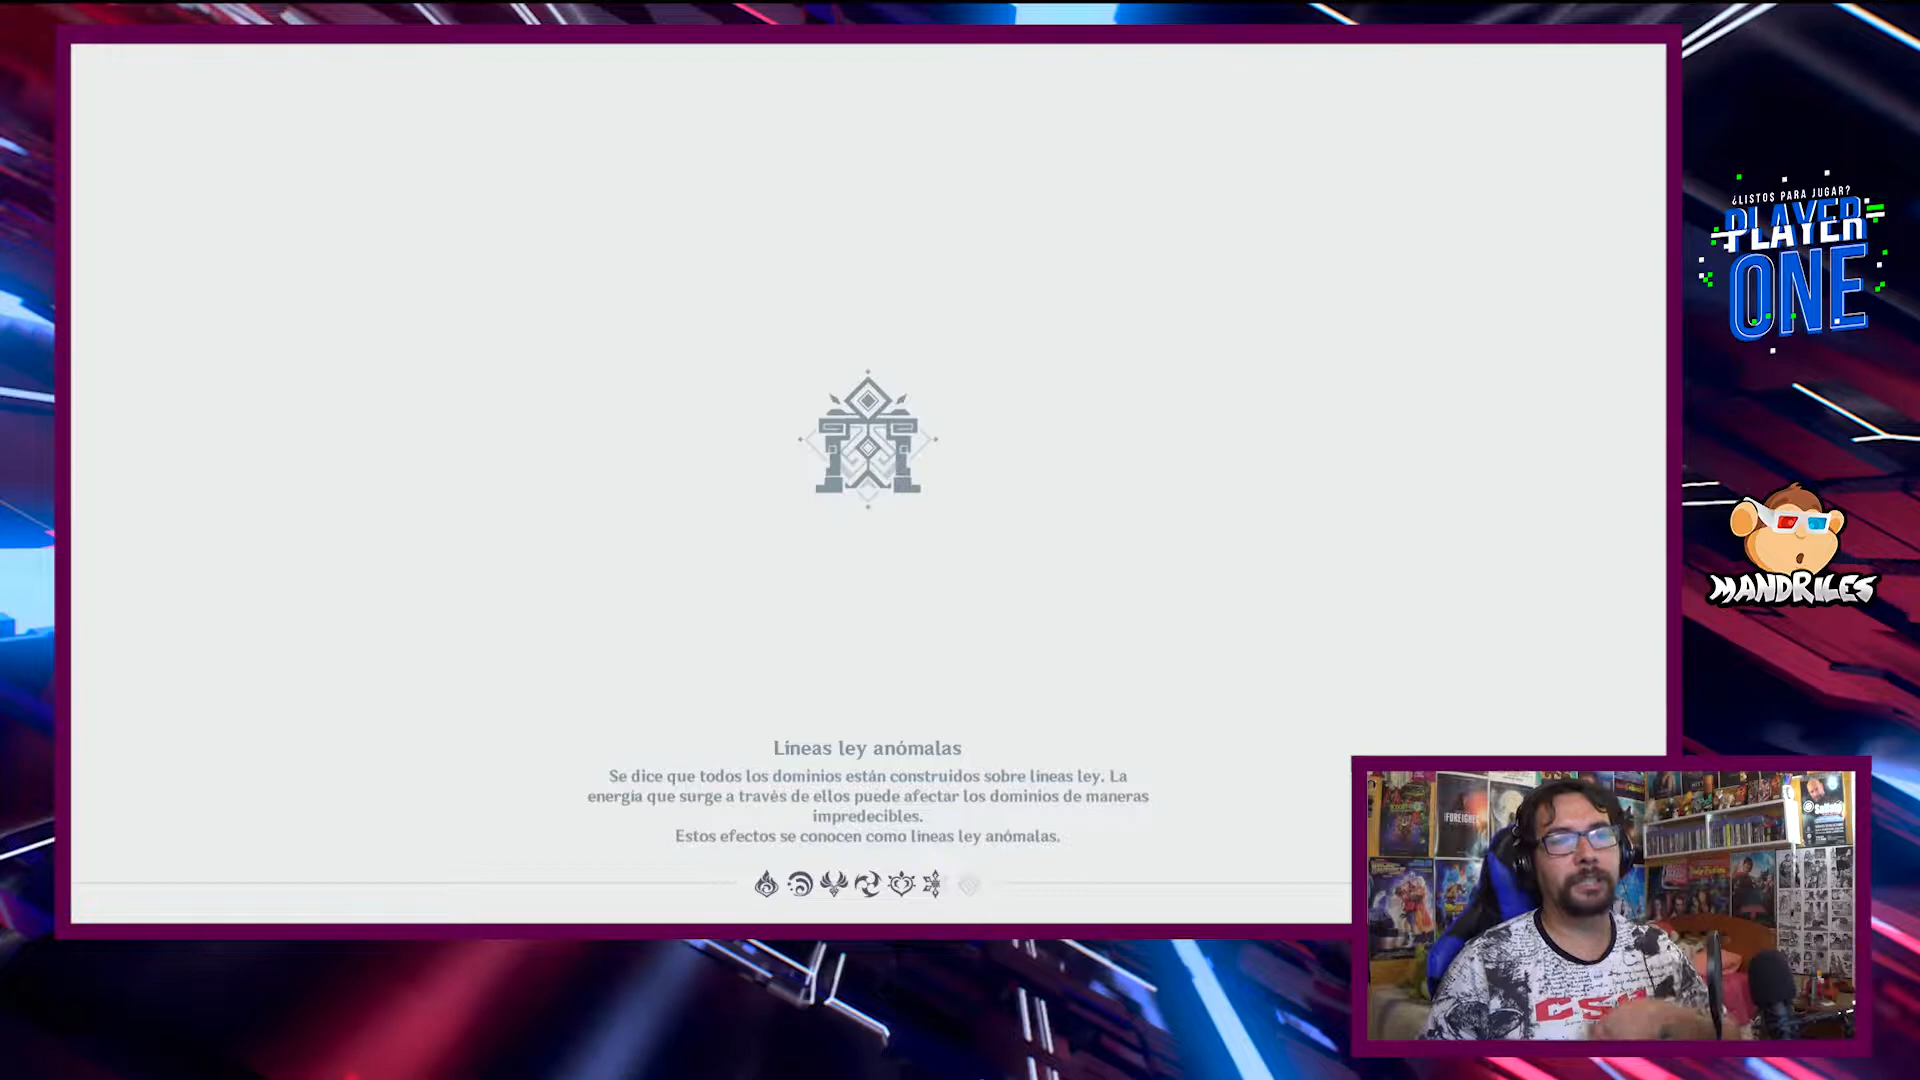 ¿LISTOS PARA JUGAR?
PLAYER
ONE
MANDRILES
Líneas ley anómalas
Se dice que todos los dominios están construidos sobre líneas ley. La
energía que surge a través de ellos puede afectar los dominios de maneras
impredecibles.
Estos efectos se conocen como líneas ley anómalas.